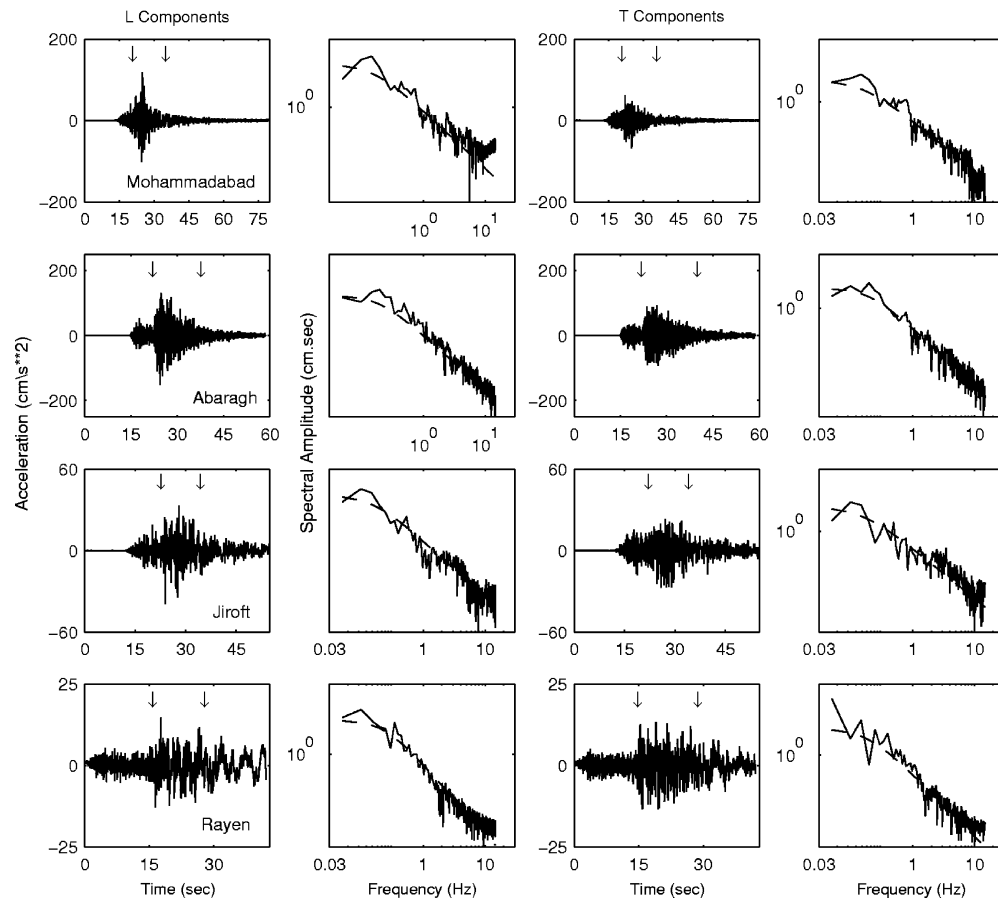 L Components
T Components
Acceleration (cm\s**2)
Spectral Amplitude (cm.sec)
200
100
0
−100
−200
Mohammadabad
0 15 30 45 60 75
10^0
10^0 10^1
200
100
0
−100
−200
0 15 30 45 60 75
10^0
0.03 1 10
200
0
−200
Abaragh
0 15 30 45 60
10^0 10^1
200
0
−200
0 15 30 45 60
10^0
0.03 1 10
60
0
−60
Jiroft
0 15 30 45
0.03 1 10
60
0
−60
0 15 30 45
10^0
0.03 1 10
25
0
−25
Rayen
0 15 30
10^0
0.03 1 10
25
0
−25
0 15 30
10^0
0.03 1 10
Time (sec)
Frequency (Hz)
Time (sec)
Frequency (Hz)